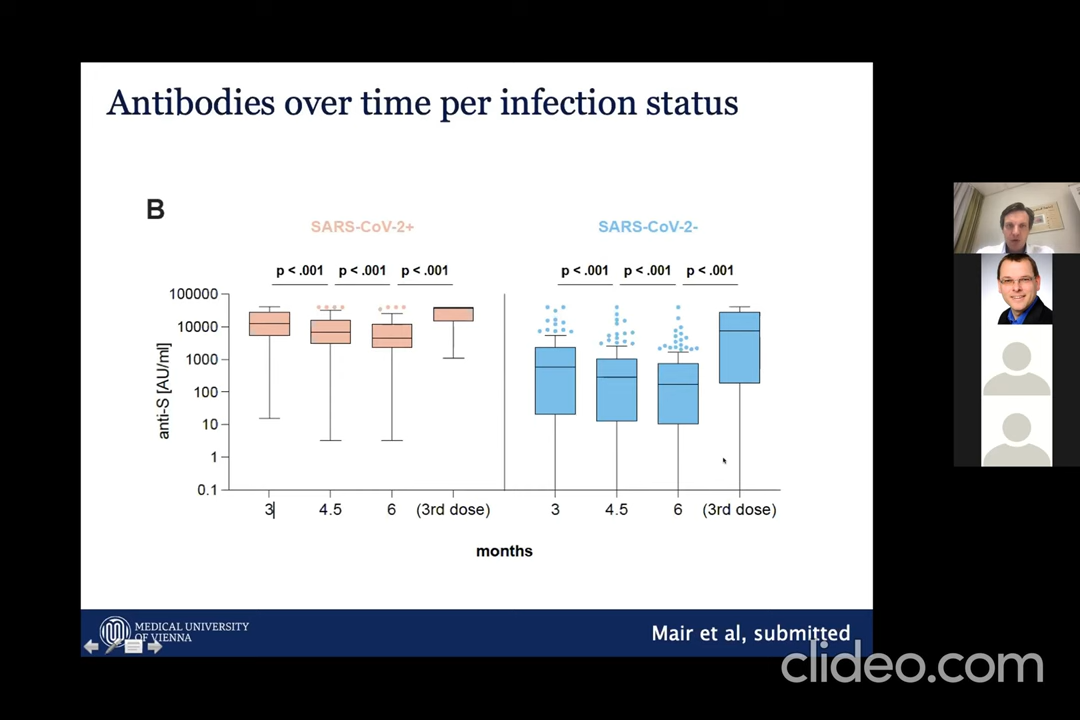 Antibodies over time per infection status
B
SARS-CoV-2+
SARS-CoV-2-
p < .001 p < .001 p < .001
p < .001 p < .001 p < .001
100000
10000
1000
100
10
1
0.1
anti-S [AU/ml]
3 4.5 6 (3rd dose)
3 4.5 6 (3rd dose)
months
MEDICAL UNIVERSITY
OF VIENNA
Mair et al, submitted
clideo.com